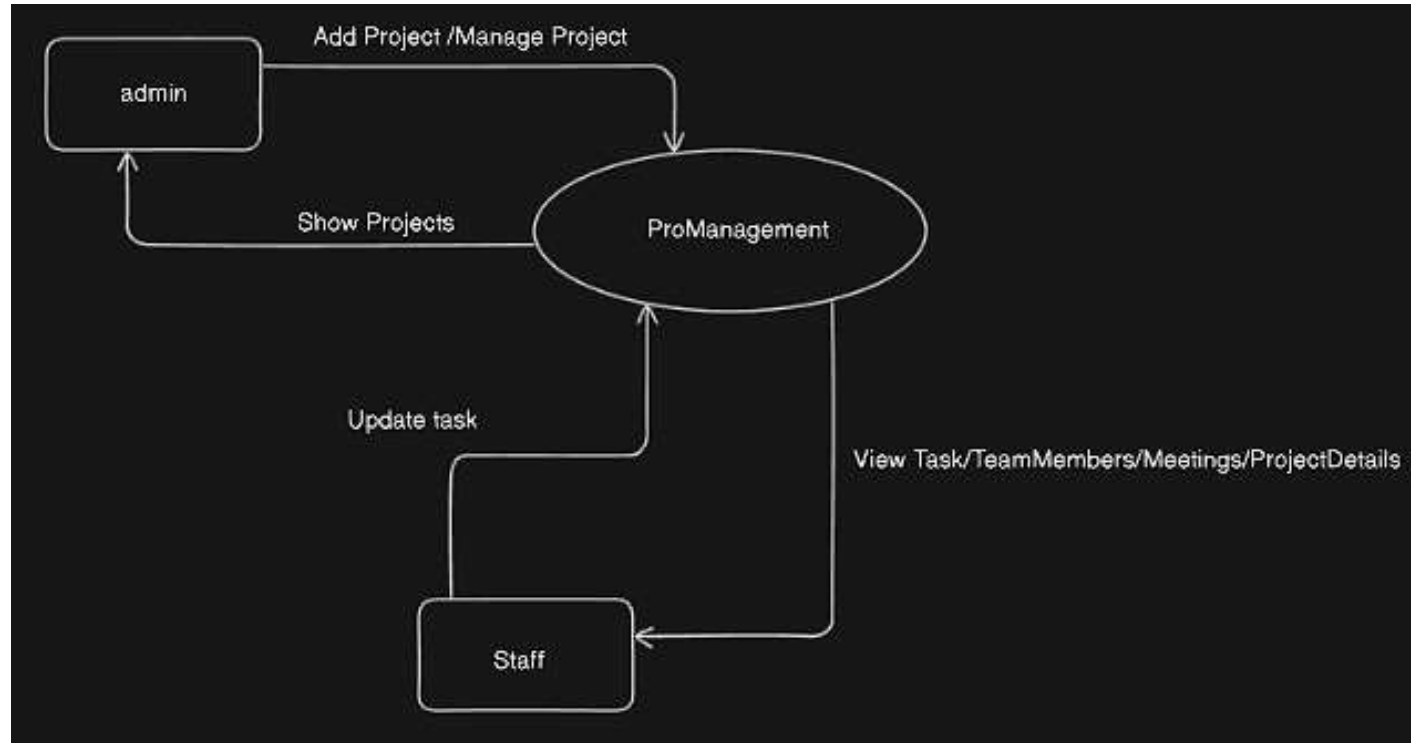 Add Project /Manage Project
admin
Show Projects
ProManagement
Update task
View Task/TeamMembers/Meetings/ProjectDetails
Staff